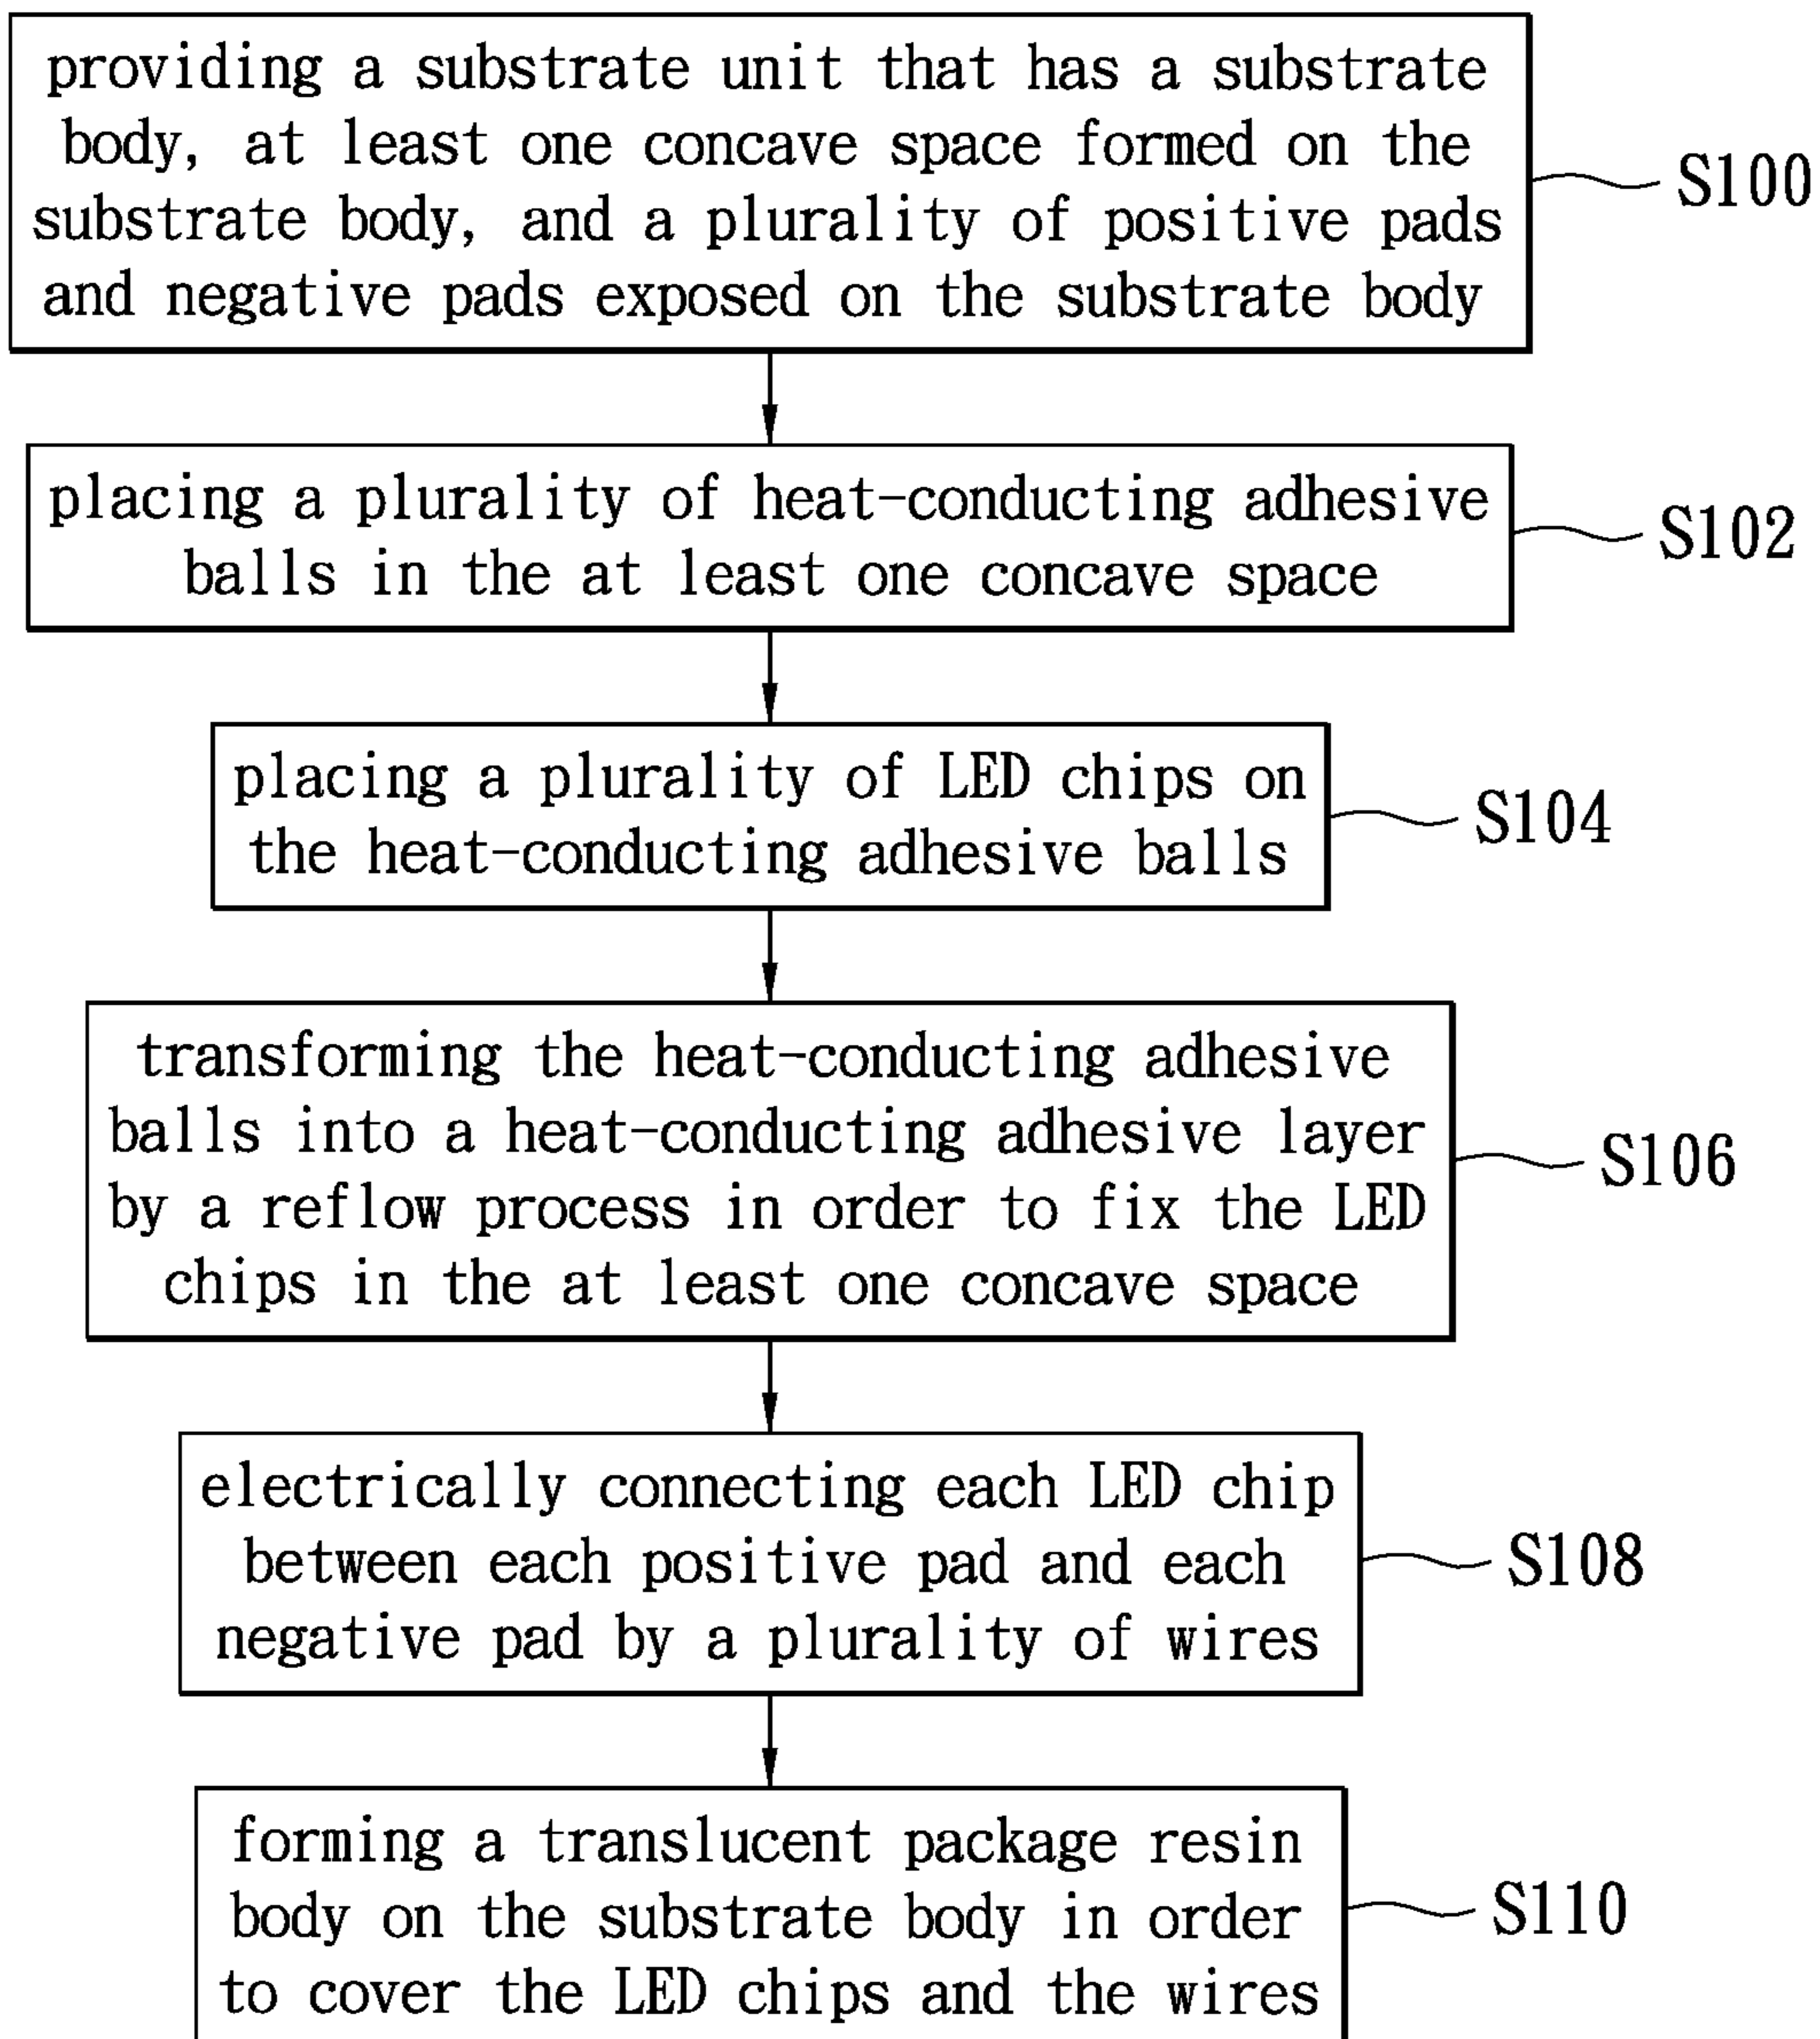 providing a substrate unit that has a substrate
body, at least one concave space formed on the
substrate body, and a plurality of positive pads
and negative pads exposed on the substrate body
S100
placing a plurality of heat-conducting adhesive
balls in the at least one concave space
S102
placing a plurality of LED chips on
the heat-conducting adhesive balls
S104
transforming the heat-conducting adhesive
balls into a heat-conducting adhesive layer
by a reflow process in order to fix the LED
chips in the at least one concave space
S106
electrically connecting each LED chip
between each positive pad and each
negative pad by a plurality of wires
S108
forming a translucent package resin
body on the substrate body in order
to cover the LED chips and the wires
S110